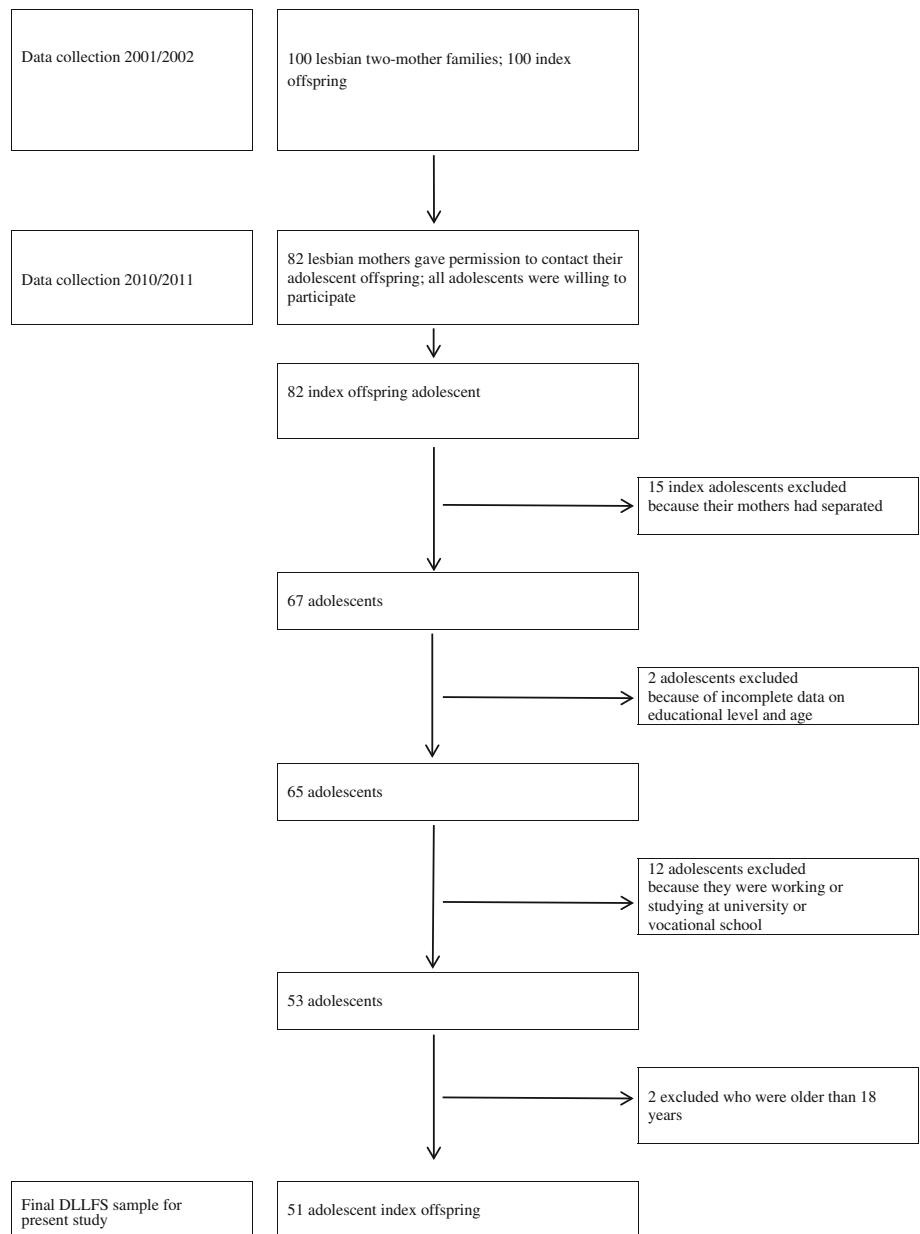 Data collection 2001/2002
100 lesbian two-mother families; 100 index
offspring
Data collection 2010/2011
82 lesbian mothers gave permission to contact their
adolescent offspring; all adolescents were willing to
participate
82 index offspring adolescent
15 index adolescents excluded
because their mothers had separated
67 adolescents
2 adolescents excluded
because of incomplete data on
educational level and age
65 adolescents
12 adolescents excluded
because they were working or
studying at university or
vocational school
53 adolescents
2 excluded who were older than 18
years
Final DLLFS sample for
present study
51 adolescent index offspring